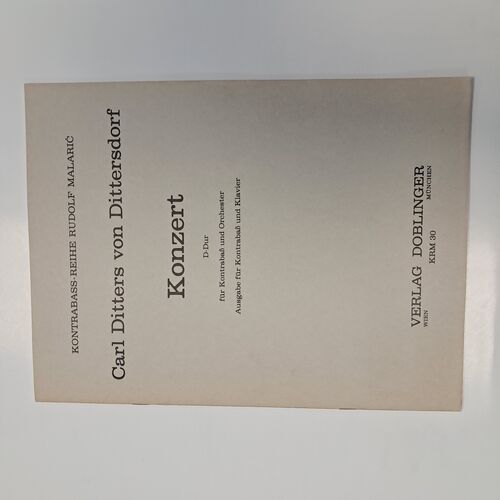 KONTRABASS-REIHE RUDOLF MALARIĆ
Carl Ditters von Dittersdorf
Konzert
D-Dur
für Kontrabaß und Orchester
Ausgabe für Kontrabaß und Klavier
VERLAG DOBLINGER
WIEN MÜNCHEN
KRM 30